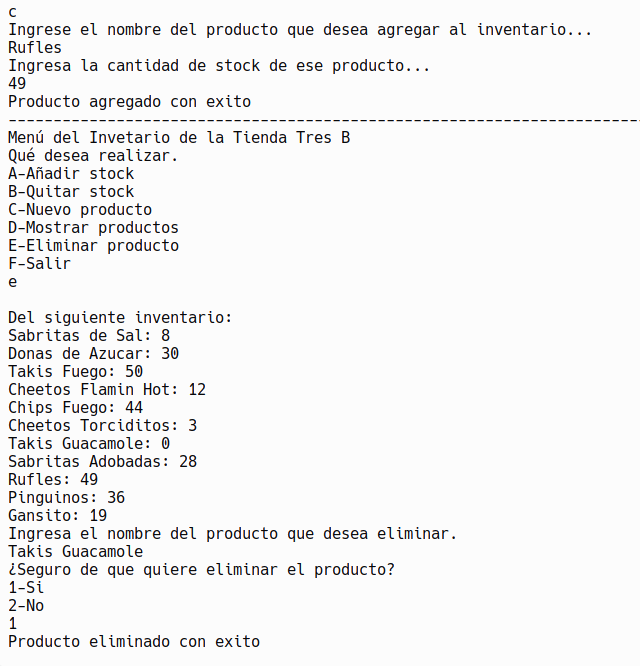 c
Ingrese el nombre del producto que desea agregar al inventario...
Rufles
Ingresa la cantidad de stock de ese producto...
49
Producto agregado con exito
----------------------------------------------------------------------
Menú del Invetario de la Tienda Tres B
Qué desea realizar.
A-Añadir stock
B-Quitar stock
C-Nuevo producto
D-Mostrar productos
E-Eliminar producto
F-Salir
e
Del siguiente inventario:
Sabritas de Sal: 8
Donas de Azucar: 30
Takis Fuego: 50
Cheetos Flamin Hot: 12
Chips Fuego: 44
Cheetos Torciditos: 3
Takis Guacamole: 0
Sabritas Adobadas: 28
Rufles: 49
Pinguinos: 36
Gansito: 19
Ingresa el nombre del producto que desea eliminar.
Takis Guacamole
¿Seguro de que quiere eliminar el producto?
1-Si
2-No
1
Producto eliminado con exito